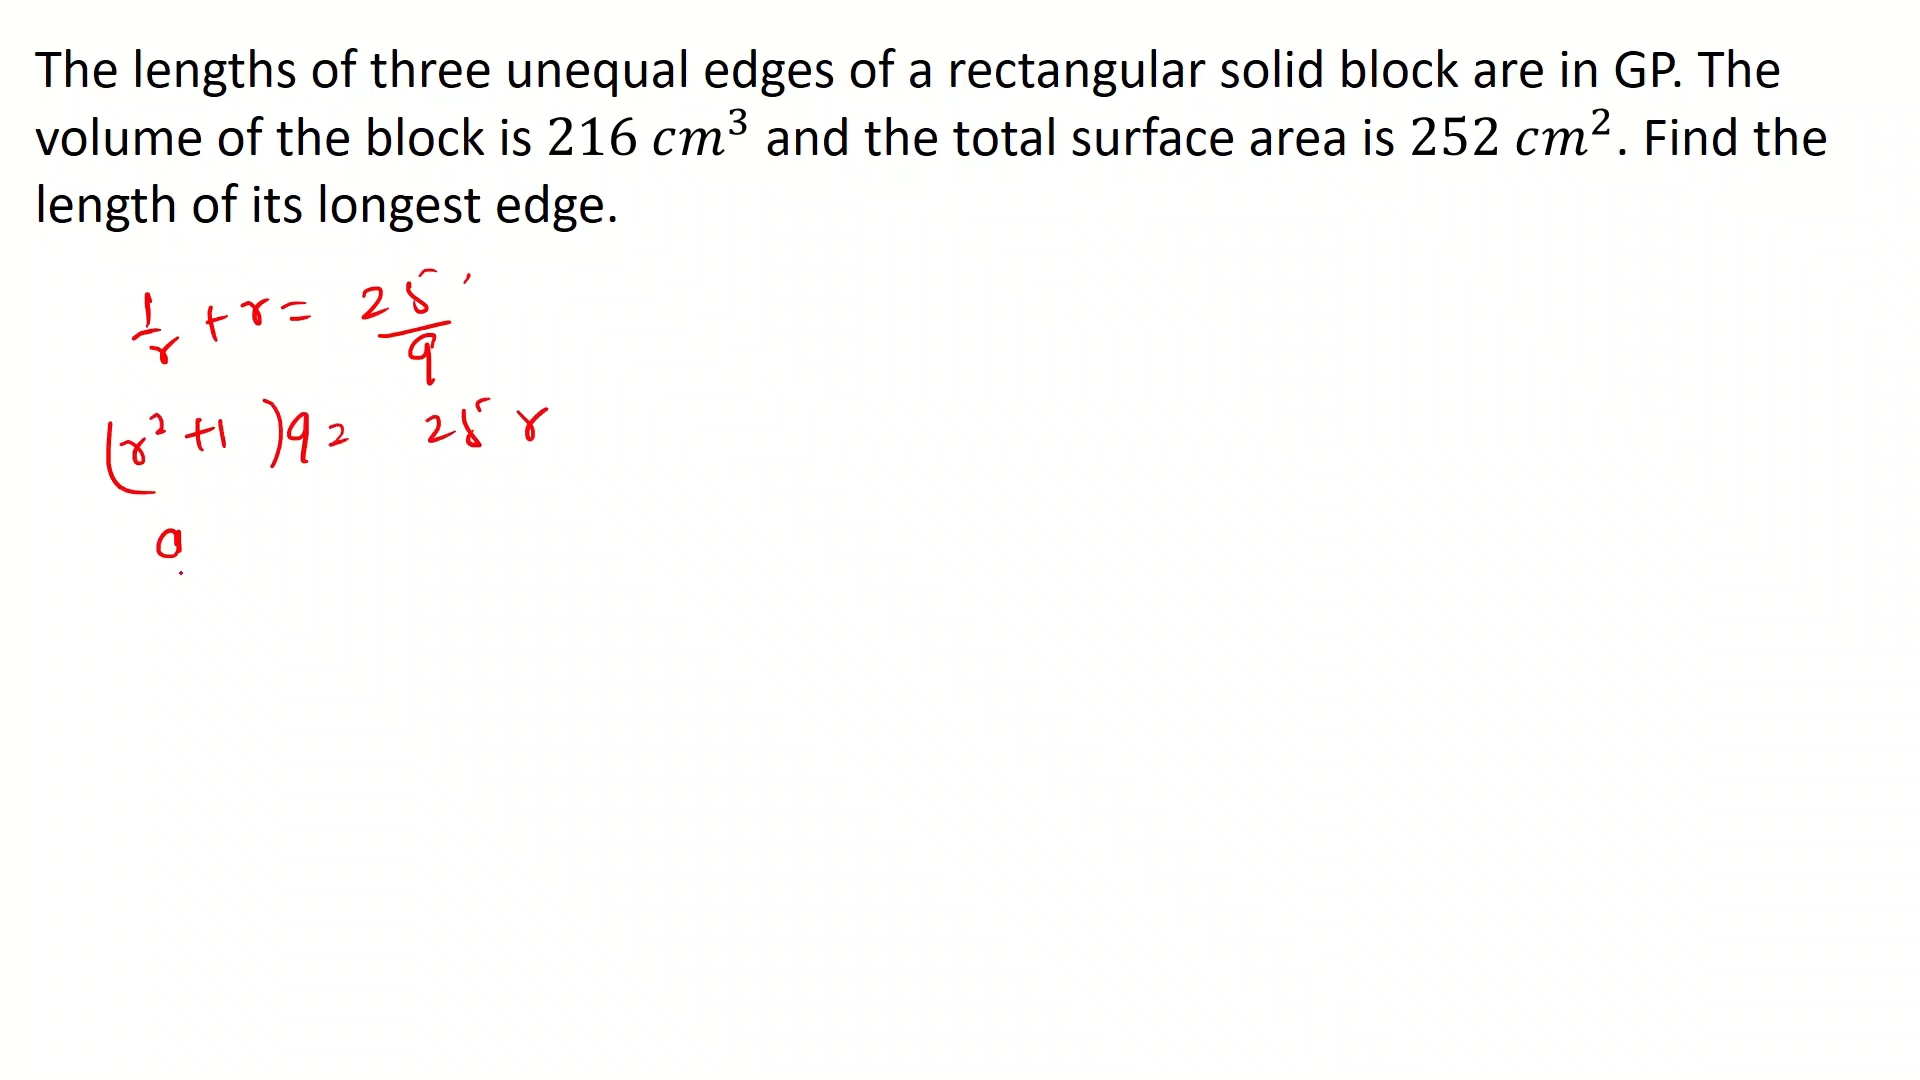 The lengths of three unequal edges of a rectangular solid block are in GP. The
volume of the block is 216 cm³ and the total surface area is 252 cm². Find the
length of its longest edge.
1/r + r = 25/9
(r² + 1) 9 = 25 r
9